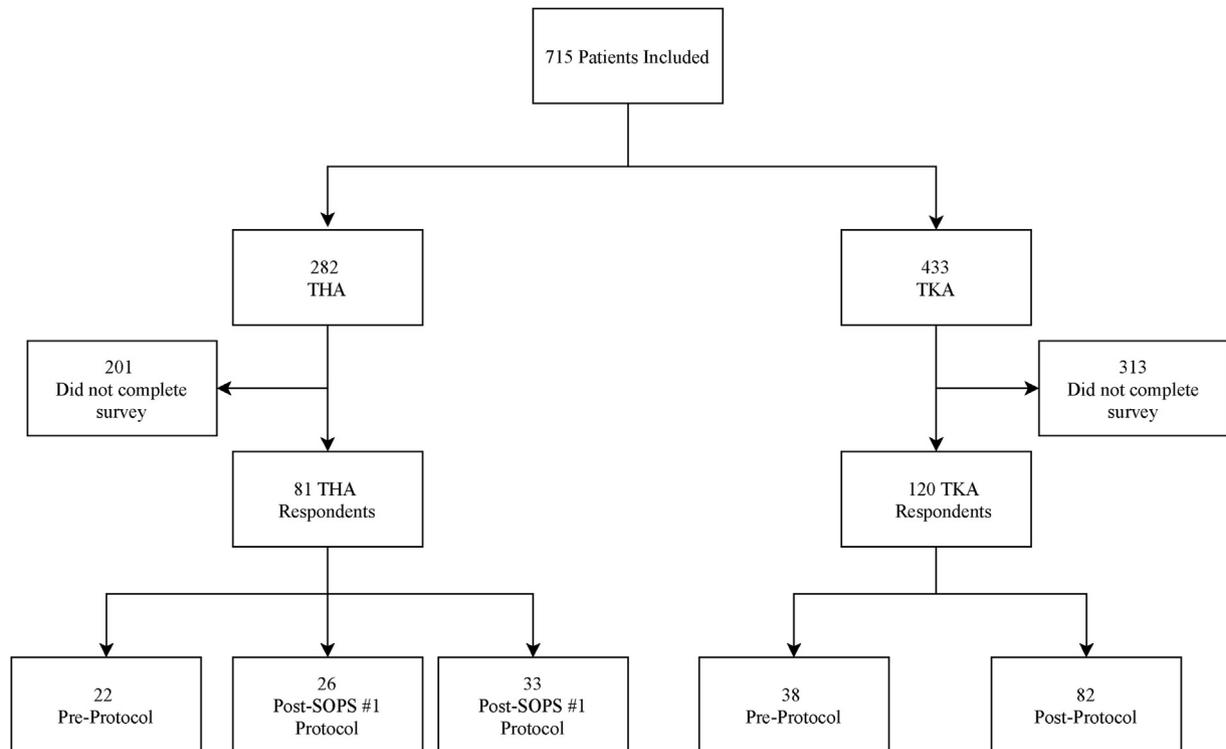 715 Patients Included
282
THA
433
TKA
201
Did not complete
survey
313
Did not complete
survey
81 THA
Respondents
120 TKA
Respondents
22
Pre-Protocol
26
Post-SOPS #1
Protocol
33
Post-SOPS #1
Protocol
38
Pre-Protocol
82
Post-Protocol